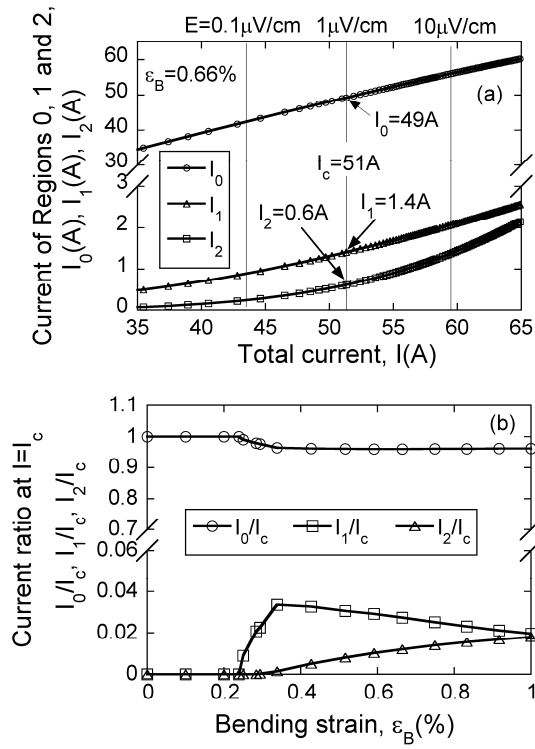 E=0.1μV/cm 1μV/cm 10μV/cm
ε_B=0.66%
(a)
I_0=49A
I_c=51A
I_2=0.6A
I_1=1.4A
I_0
I_1
I_2
60
50
40
30
3
2
1
0
35 40 45 50 55 60 65
Total current, I(A)
Current of Regions 0, 1 and 2,
I_0(A), I_1(A), I_2(A)
(b)
1.1
1
0.9
0.8
0.7
0.06
0.04
0.02
0
I_0/I_c I_1/I_c I_2/I_c
0 0.2 0.4 0.6 0.8 1
Bending strain, ε_B(%)
Current ratio at I=I_c
I_0/I_c, I_1/I_c, I_2/I_c